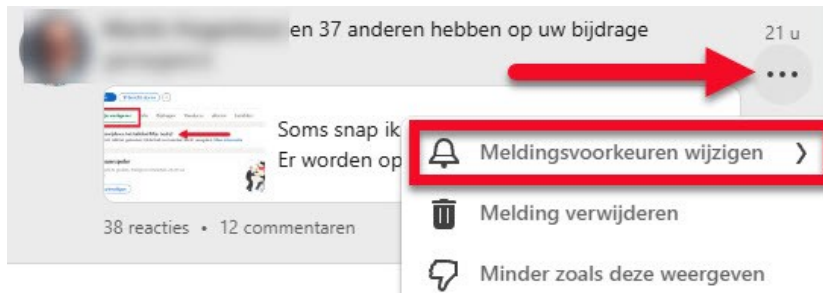 en 37 anderen hebben op uw bijdrage
21 u
Soms snap ik
Er worden op
38 reacties • 12 commentaren
Meldingsvoorkeuren wijzigen
Melding verwijderen
Minder zoals deze weergeven